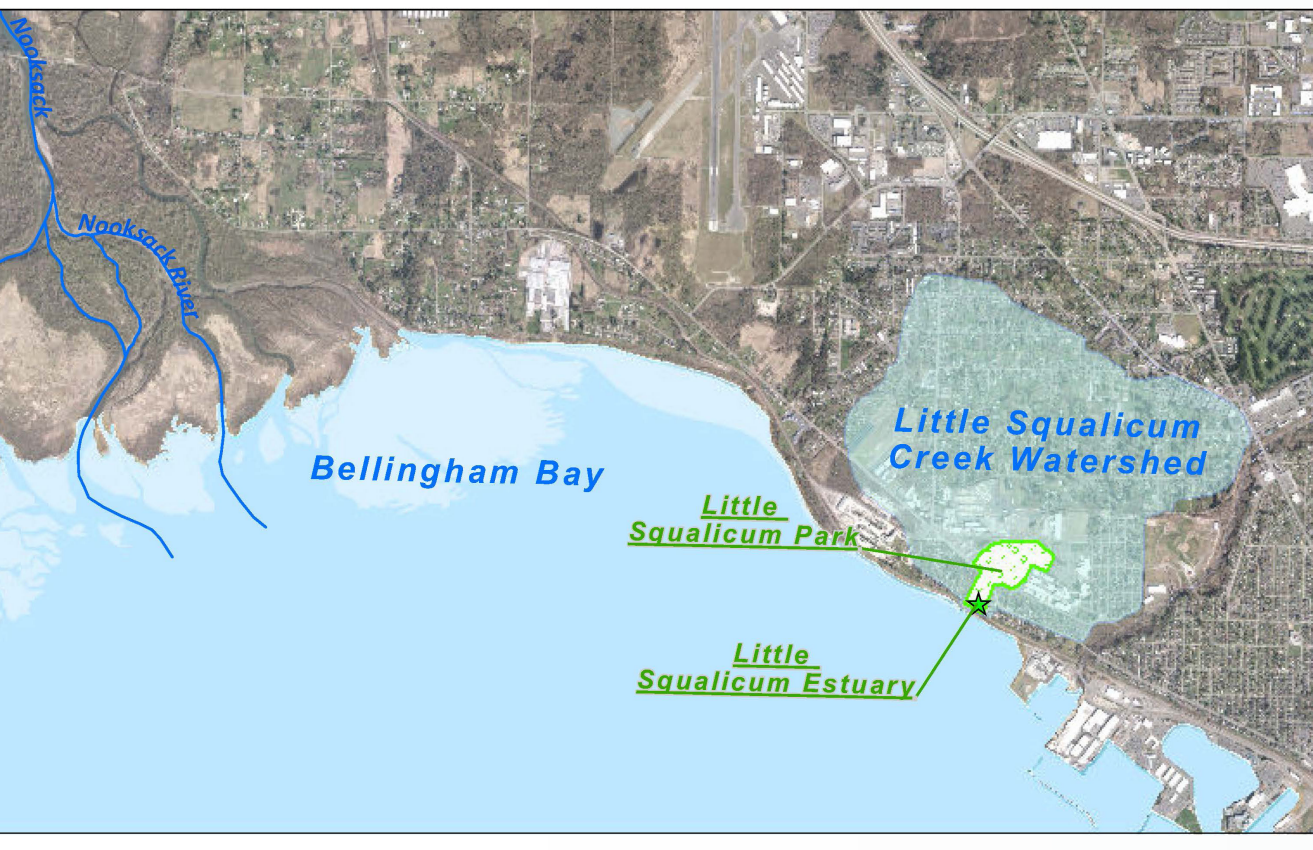 Nooksack
Nooksack River
Little Squalicum
Creek Watershed
Bellingham Bay
Little
Squalicum Park
Little
Squalicum Estuary